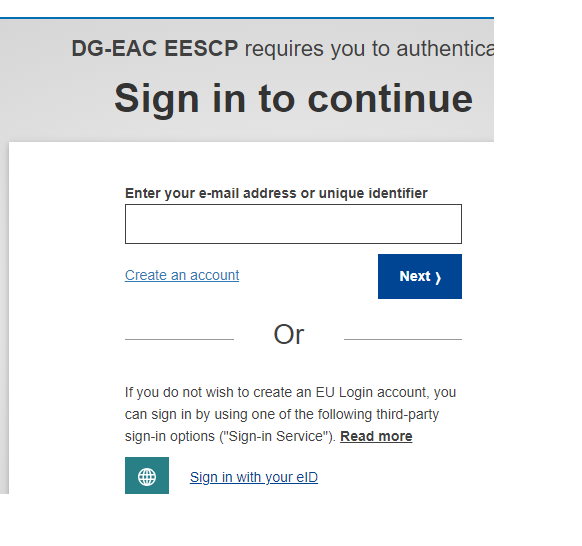 DG-EAC EESCP requires you to authentica
Sign in to continue
Enter your e-mail address or unique identifier
Create an account
Next ❯
Or
If you do not wish to create an EU Login account, you
can sign in by using one of the following third-party
sign-in options ("Sign-in Service"). Read more
Sign in with your eID